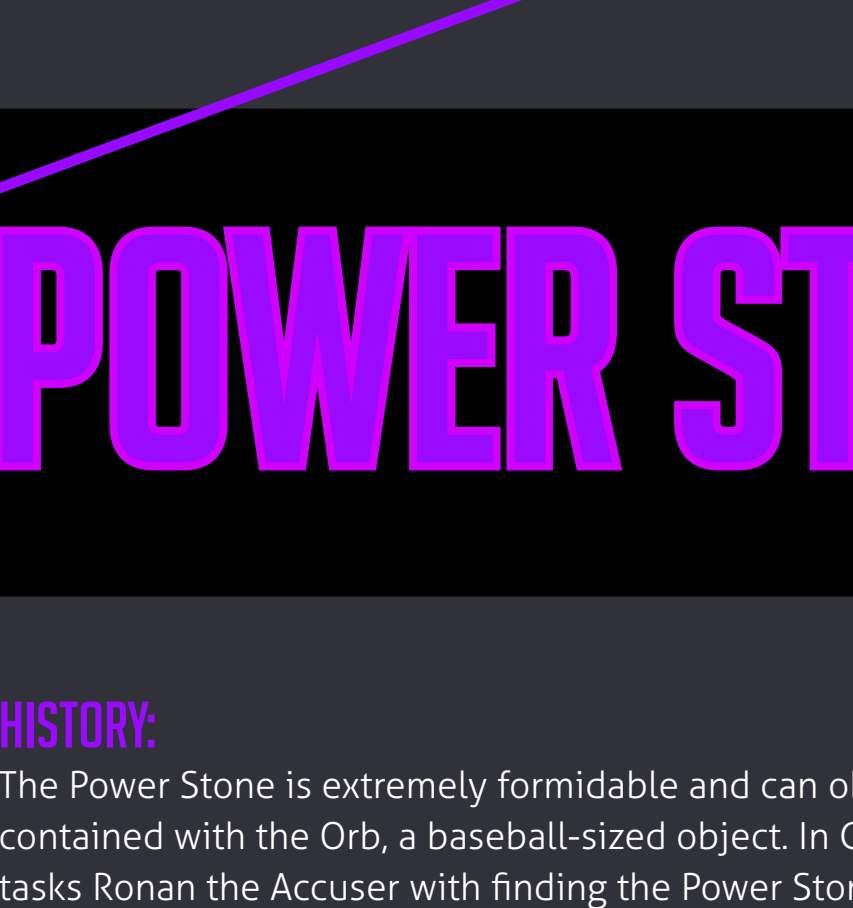 POWER ST
HISTORY:
The Power Stone is extremely formidable and can
contained with the Orb, a baseball-sized object. In
tasks Ronan the Accuser with finding the Power